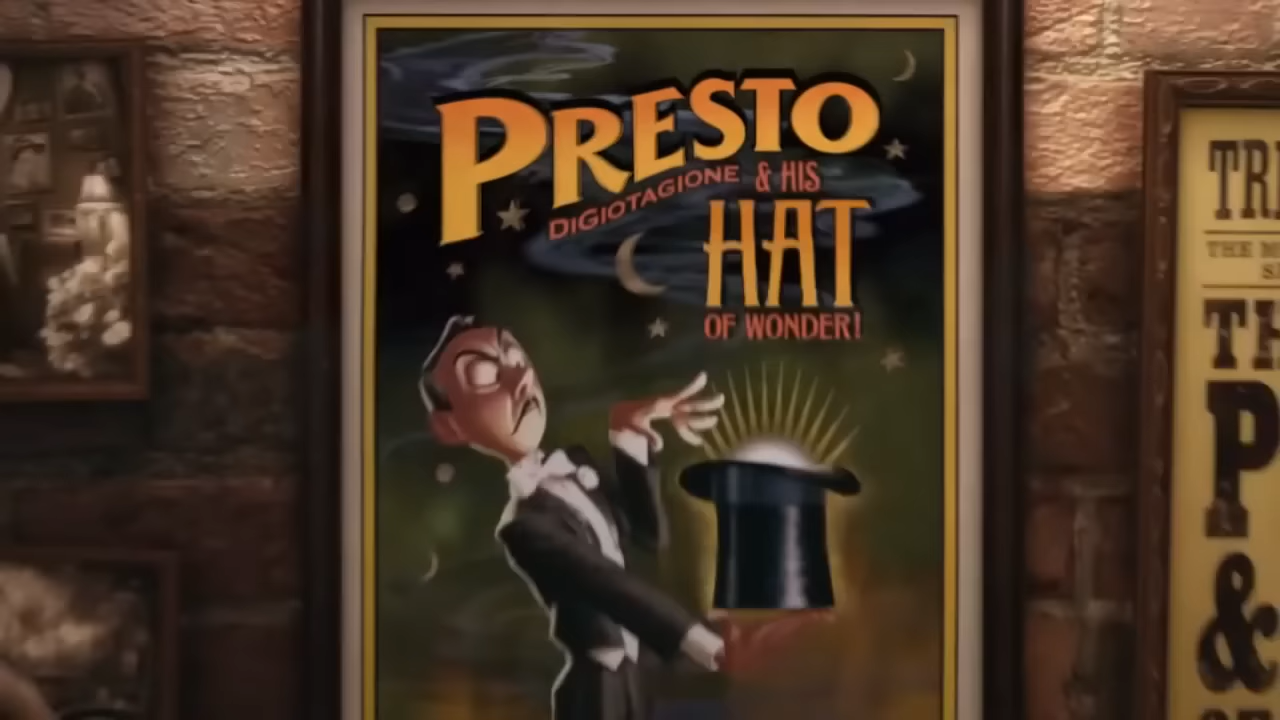 PRESTO
DIGIOTAGIONE & HIS
HAT
OF WONDER!
P
&